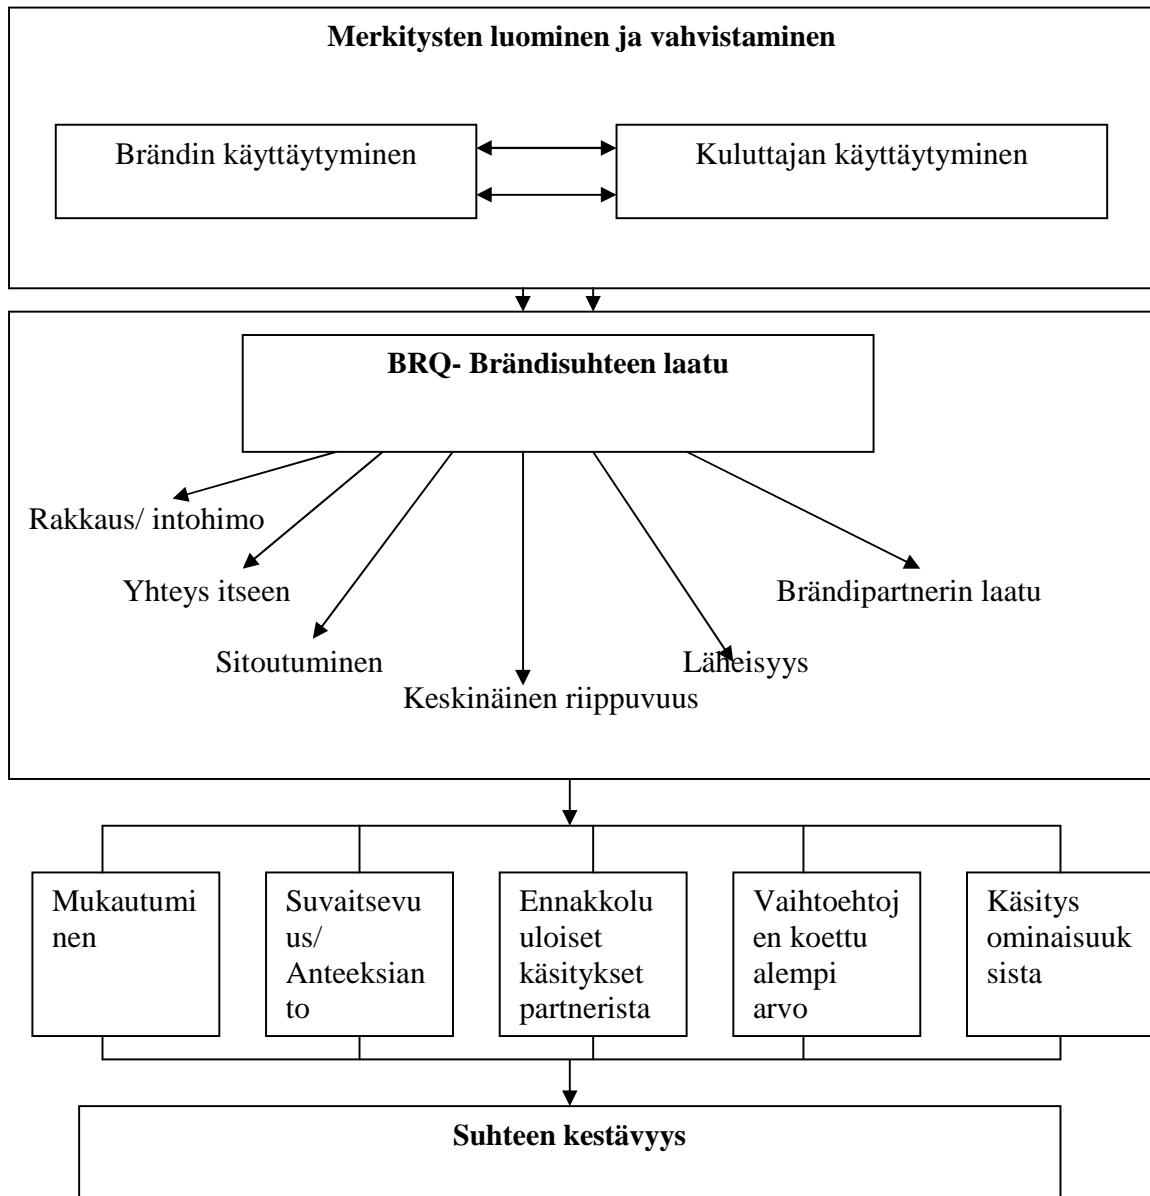 Merkitysten luominen ja vahvistaminen
Brändin käyttäytyminen
Kuluttajan käyttäytyminen
BRQ- Brändisuhteen laatu
Rakkaus/ intohimo
Yhteys itseen
Brändipartnerin laatu
Sitoutuminen
Läheisyys
Keskinäinen riippuvuus
Mukautumi
nen
Suvaitsevu
us/
Anteeksian
to
Ennakkolu
uloiset
käsitykset
partnerista
Vaihtoehtoj
en koettu
alempi
arvo
Käsitys
ominaisuuk
sista
Suhteen kestävyys